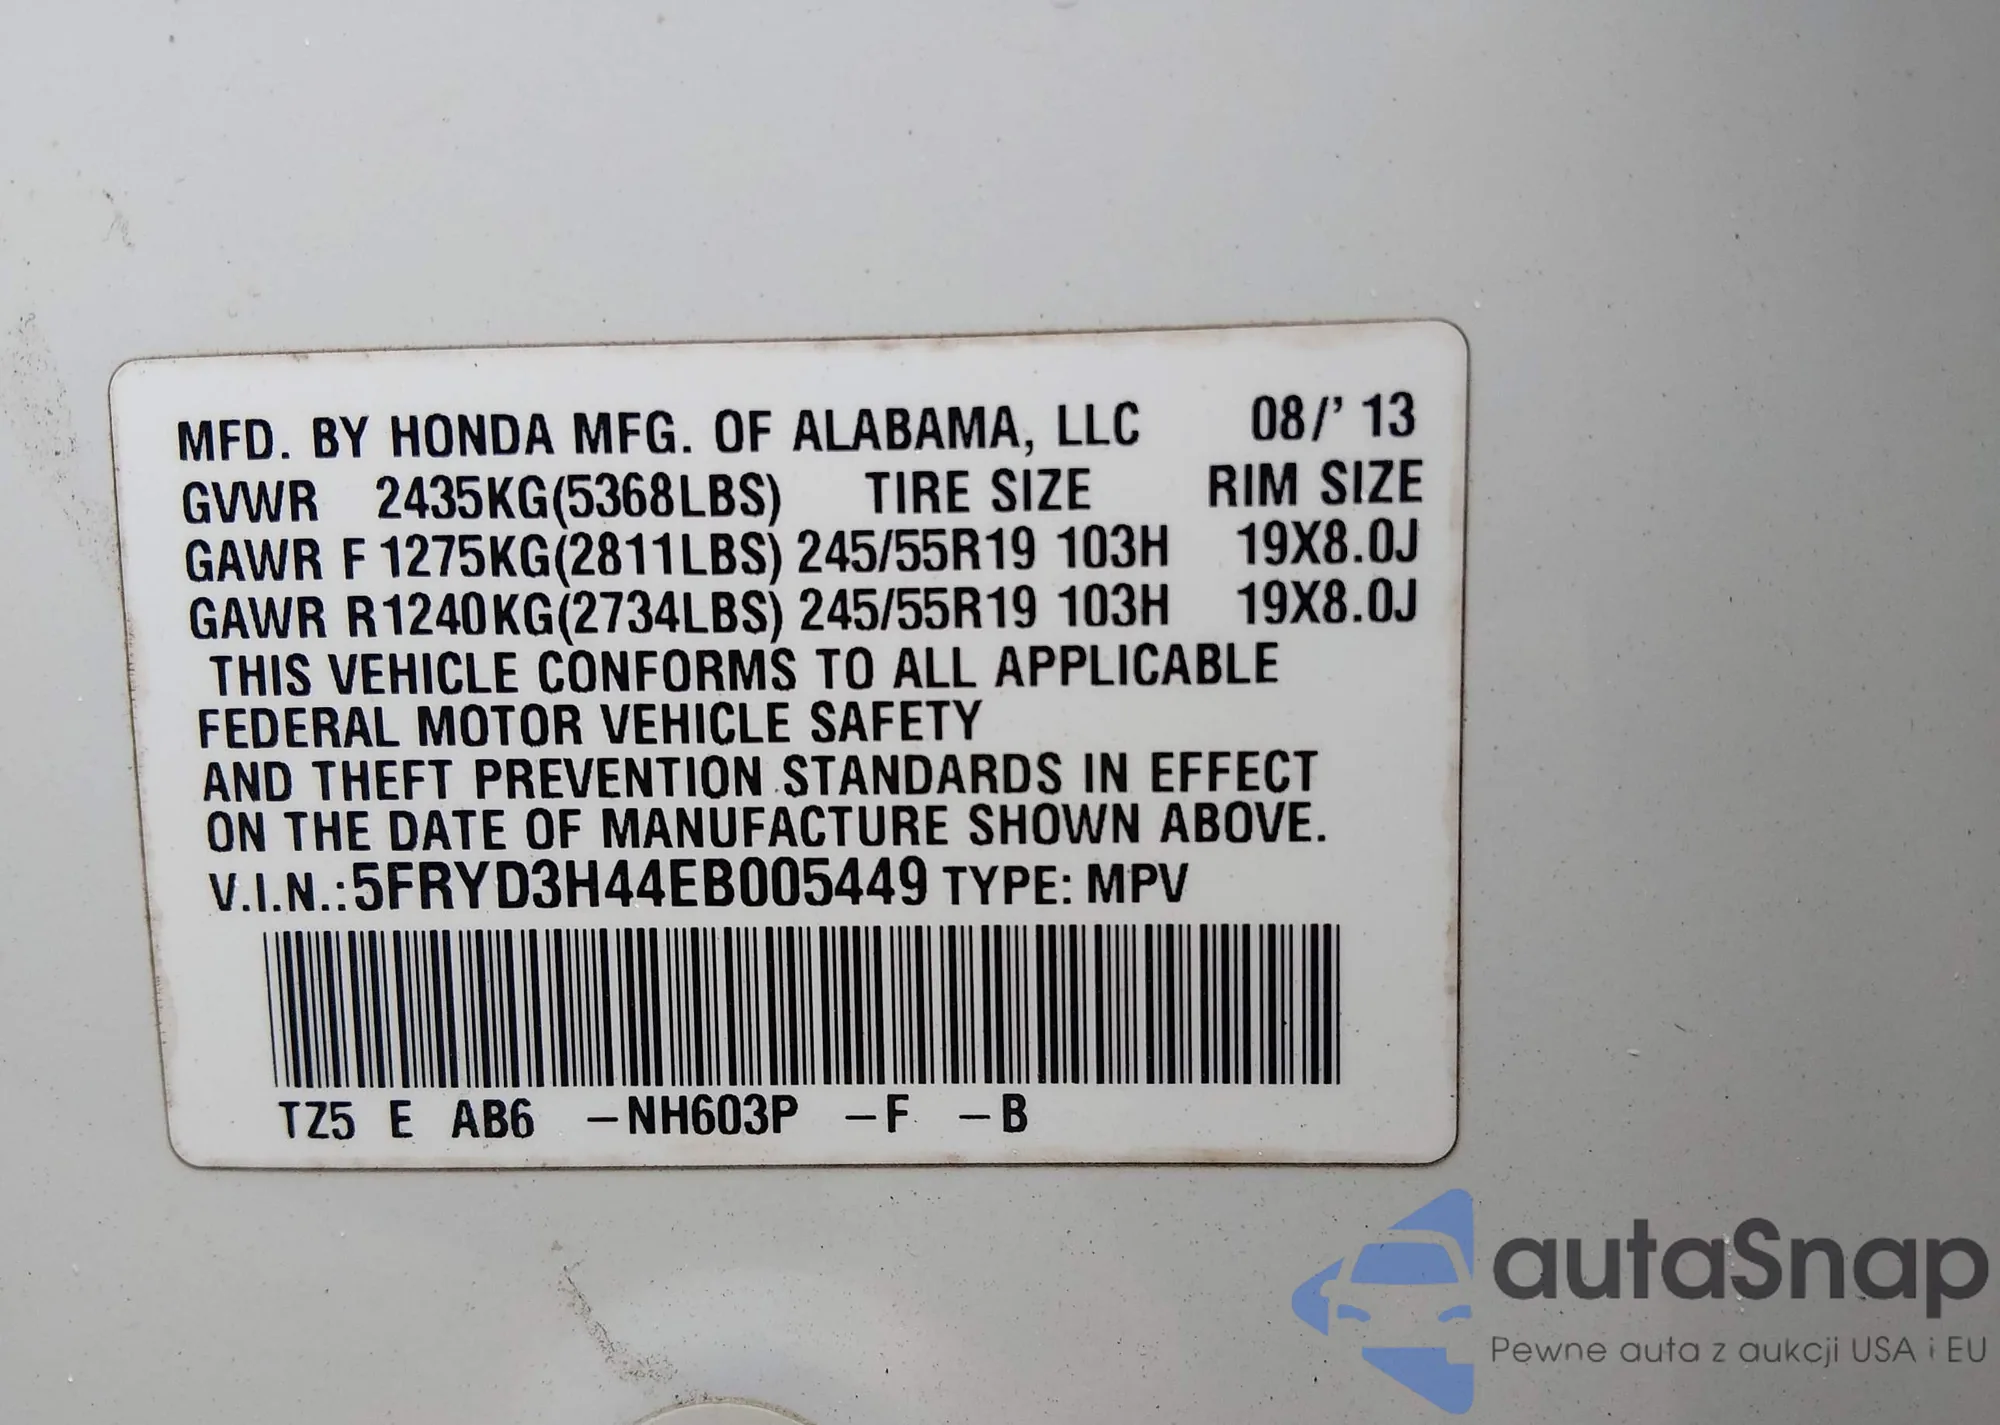 MFD. BY HONDA MFG. OF ALABAMA, LLC 08/' 13
GVWR 2435KG(5368LBS) TIRE SIZE RIM SIZE
GAWR F 1275KG(2811LBS) 245/55R19 103H 19X8.0J
GAWR R 1240KG(2734LBS) 245/55R19 103H 19X8.0J
THIS VEHICLE CONFORMS TO ALL APPLICABLE
FEDERAL MOTOR VEHICLE SAFETY
AND THEFT PREVENTION STANDARDS IN EFFECT
ON THE DATE OF MANUFACTURE SHOWN ABOVE.
V.I.N.:5FRYD3H44EB005449 TYPE: MPV
TZ5 E AB6 –NH603P –F –B
autaSnap
Pewne auta z aukcji USA i EU